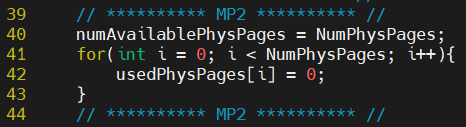 39 // ********** MP2 ********** //
40 numAvailablePhysPages = NumPhysPages;
41 for(int i = 0; i < NumPhysPages; i++){
42 usedPhysPages[i] = 0;
43 }
44 // ********** MP2 ********** //